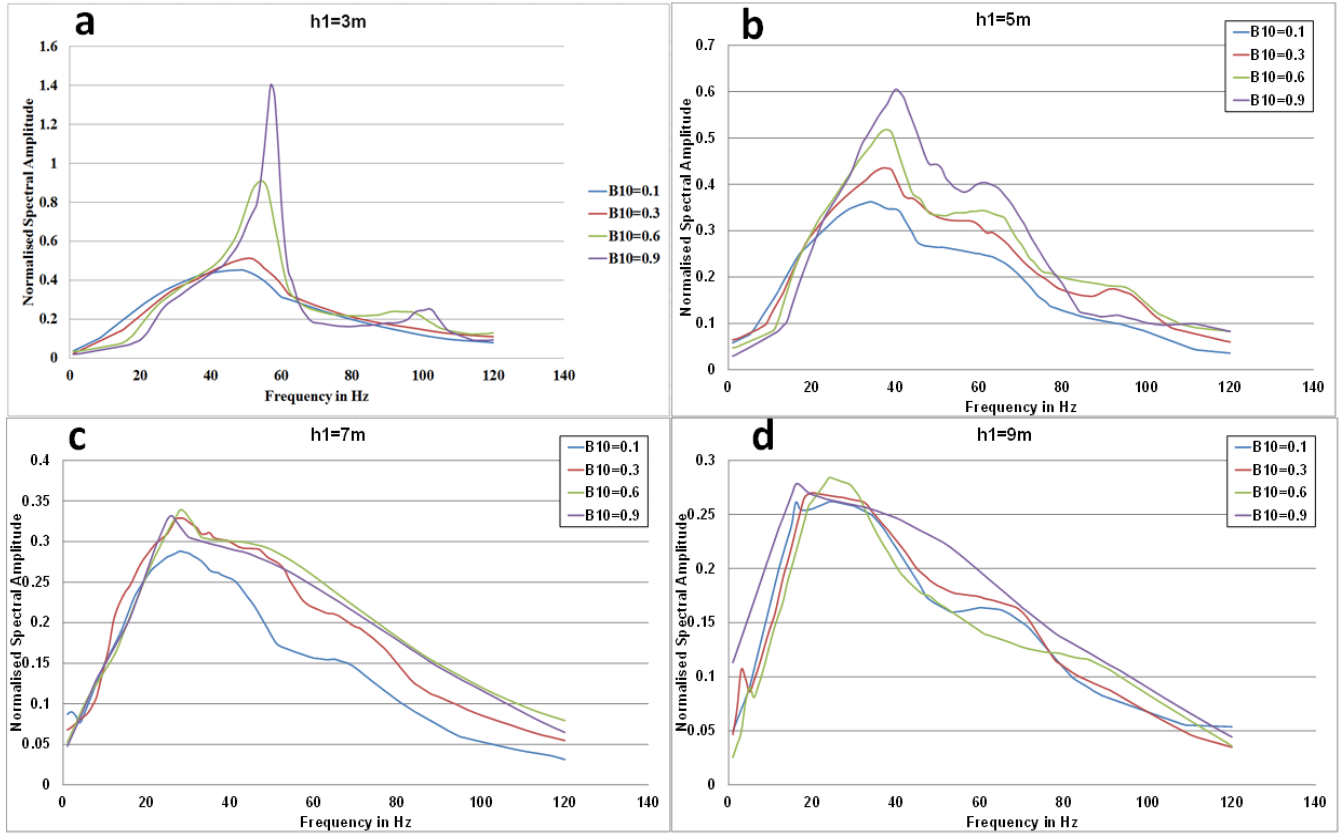 a
h1=3m
Normalised Spectral Amplitude
1.6
1.4
1.2
1
0.8
0.6
0.4
0.2
0
0 20 40 60 80 100 120 140
Frequency in Hz
B10=0.1
B10=0.3
B10=0.6
B10=0.9
b
h1=5m
Normalised Spectral Amplitude
0.7
0.6
0.5
0.4
0.3
0.2
0.1
0
0 20 40 60 80 100 120 140
Frequency in Hz
B10=0.1
B10=0.3
B10=0.6
B10=0.9
c
h1=7m
Normalised Spectral Amplitude
0.4
0.35
0.3
0.25
0.2
0.15
0.1
0.05
0
0 20 40 60 80 100 120 140
Frequency in Hz
B10=0.1
B10=0.3
B10=0.6
B10=0.9
d
h1=9m
Normalised Spectral Amplitude
0.3
0.25
0.2
0.15
0.1
0.05
0
0 20 40 60 80 100 120 140
Frequency in Hz
B10=0.1
B10=0.3
B10=0.6
B10=0.9